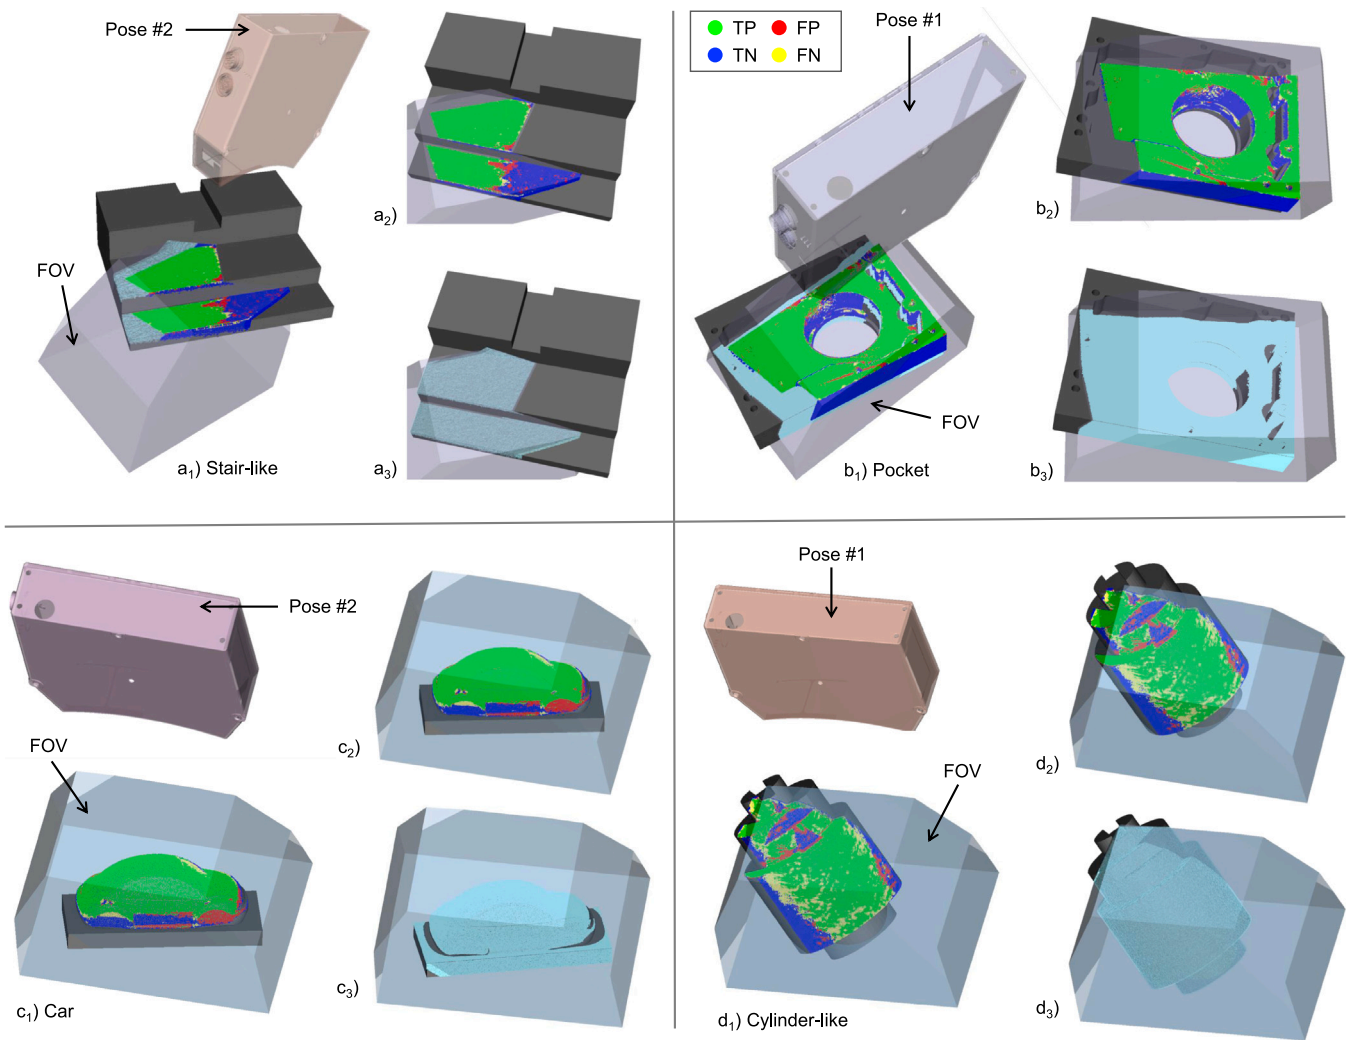 Pose #2
FOV
a1) Stair-like
a2)
a3)
TP FP
TN FN
Pose #1
FOV
b1) Pocket
b2)
b3)
Pose #2
FOV
c1) Car
c2)
c3)
Pose #1
FOV
d1) Cylinder-like
d2)
d3)